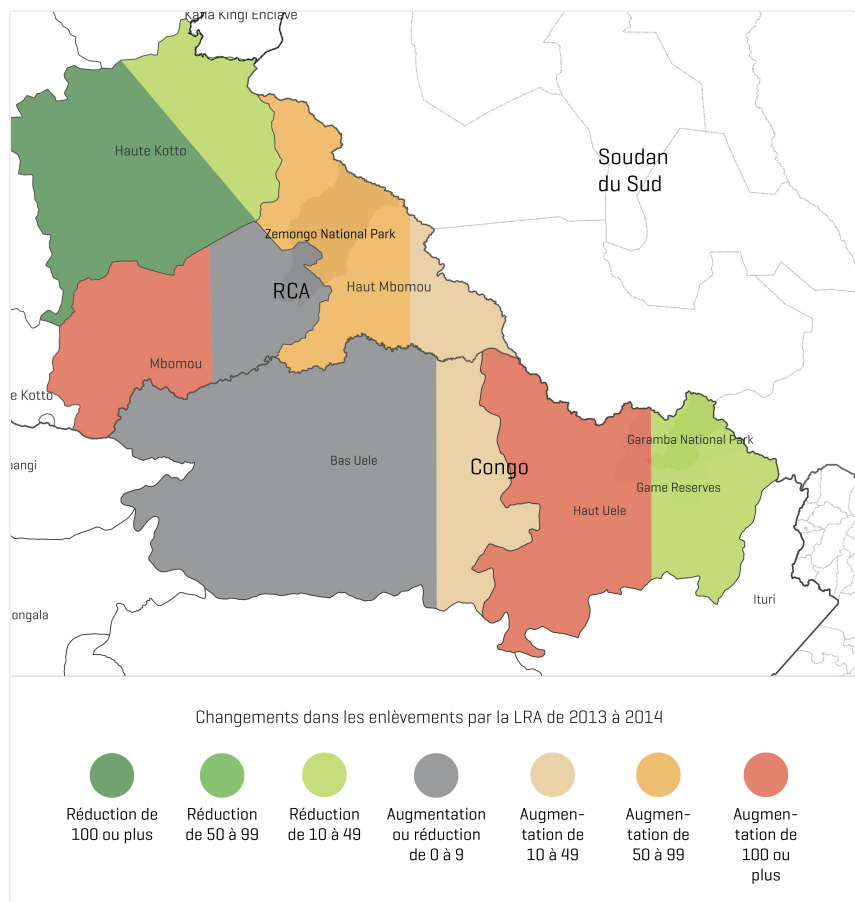 Kafia Kingi Enclave
Haute Kotto
Soudan
du Sud
Zemongo National Park
RCA
Haut Mbomou
Mbomou
e Kotto
Bas Uele
Congo
Garamba National Park
angi
Game Reserves
Haut Uele
Ituri
ongala
Changements dans les enlèvements par la LRA de 2013 à 2014
Réduction de
100 ou plus
Réduction
de 50 à 99
Réduction
de 10 à 49
Augmentation
ou réduction
de 0 à 9
Augmen-
tation de
10 à 49
Augmen-
tation de
50 à 99
Augmen-
tation de
100 ou
plus